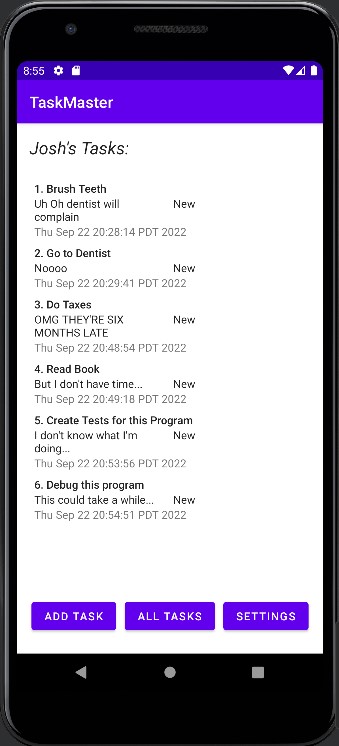 8:55
TaskMaster
Josh's Tasks:
1. Brush Teeth
Uh Oh dentist will New
complain
Thu Sep 22 20:28:14 PDT 2022
2. Go to Dentist
Noooo New
Thu Sep 22 20:29:41 PDT 2022
3. Do Taxes
OMG THEY'RE SIX New
MONTHS LATE
Thu Sep 22 20:48:54 PDT 2022
4. Read Book
But I don't have time... New
Thu Sep 22 20:49:18 PDT 2022
5. Create Tests for this Program
I don't know what I'm New
doing...
Thu Sep 22 20:53:56 PDT 2022
6. Debug this program
This could take a while... New
Thu Sep 22 20:54:51 PDT 2022
ADD TASK ALL TASKS SETTINGS